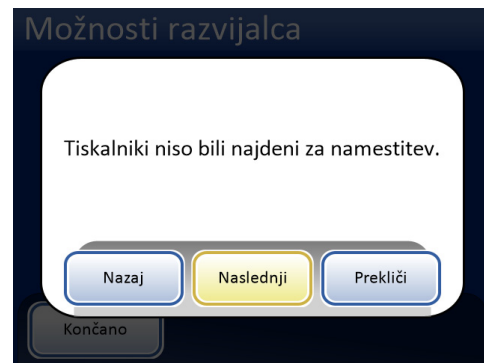 Možnosti razvijalca
Tiskalniki niso bili najdeni za namestitev.
Nazaj
Naslednji
Prekliči
Končano